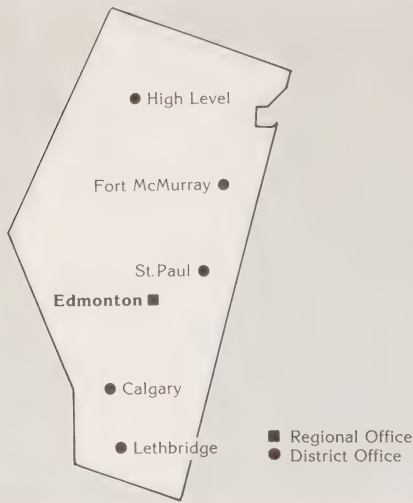 High Level
Fort McMurray
St. Paul
Edmonton
Calgary
Lethbridge
Regional Office
District Office